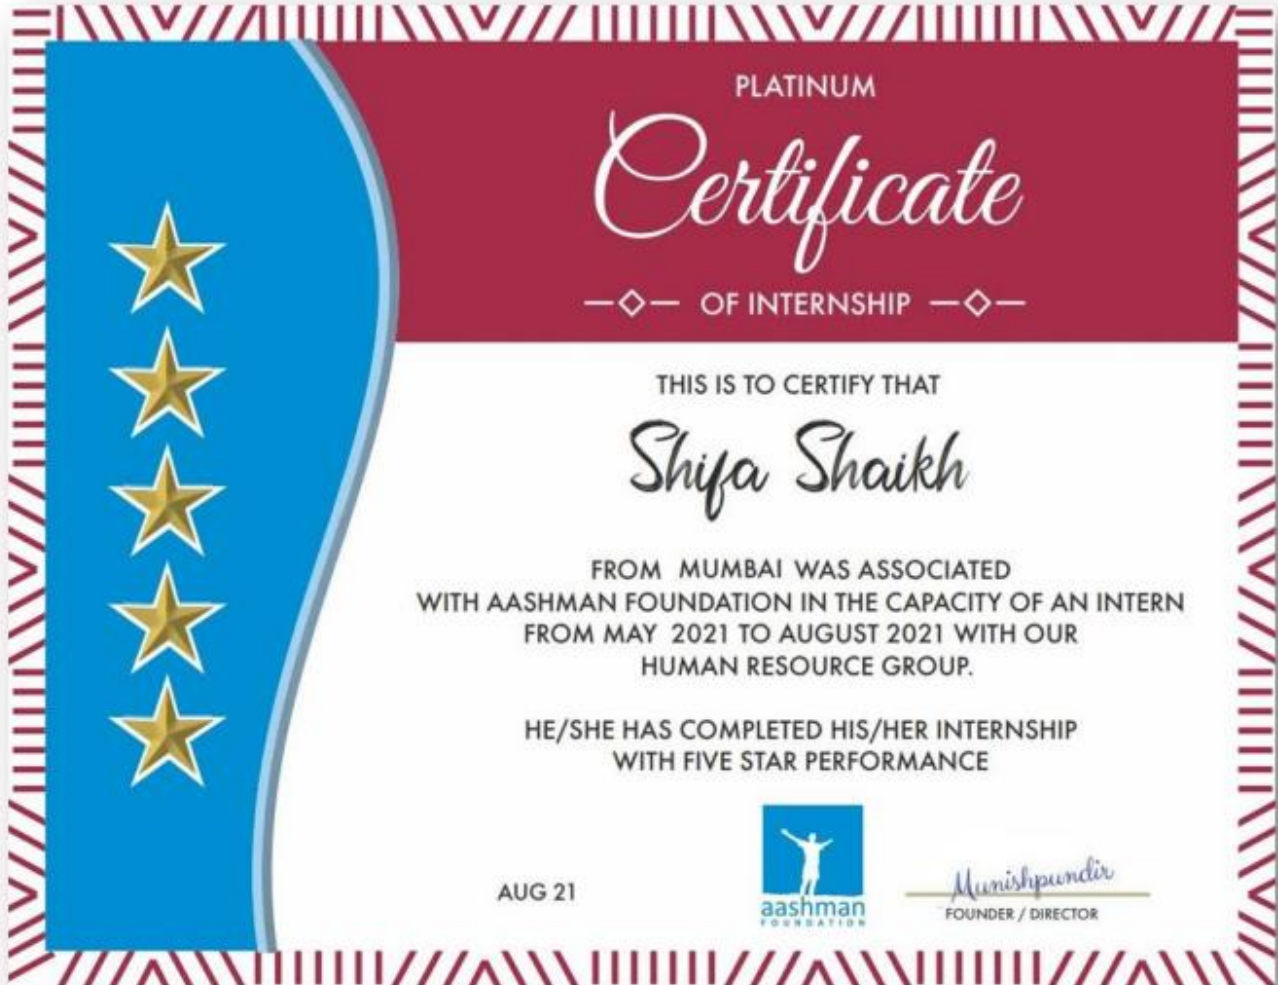 PLATINUM
Certificate
OF INTERNSHIP
THIS IS TO CERTIFY THAT
Shifa Shaikh
FROM MUMBAI WAS ASSOCIATED
WITH AASHMAN FOUNDATION IN THE CAPACITY OF AN INTERN
FROM MAY 2021 TO AUGUST 2021 WITH OUR
HUMAN RESOURCE GROUP.
HE/SHE HAS COMPLETED HIS/HER INTERNSHIP
WITH FIVE STAR PERFORMANCE
AUG 21
aashman
FOUNDATION
Munishpundir
FOUNDER / DIRECTOR